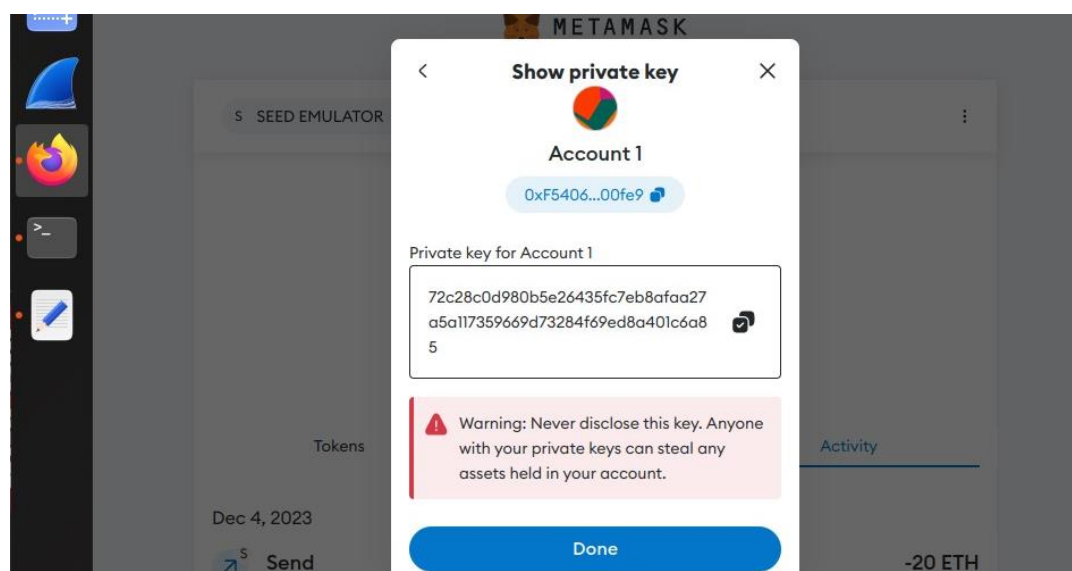 METAMASK
Show private key
S SEED EMULATOR
Account 1
0xF5406...00fe9
Private key for Account 1
72c28c0d980b5e26435fc7eb8afaa27
a5a117359669d73284f69ed8a401c6a8
5
Warning: Never disclose this key. Anyone
with your private keys can steal any
assets held in your account.
Tokens
Activity
Dec 4, 2023
Done
S
Send
-20 ETH